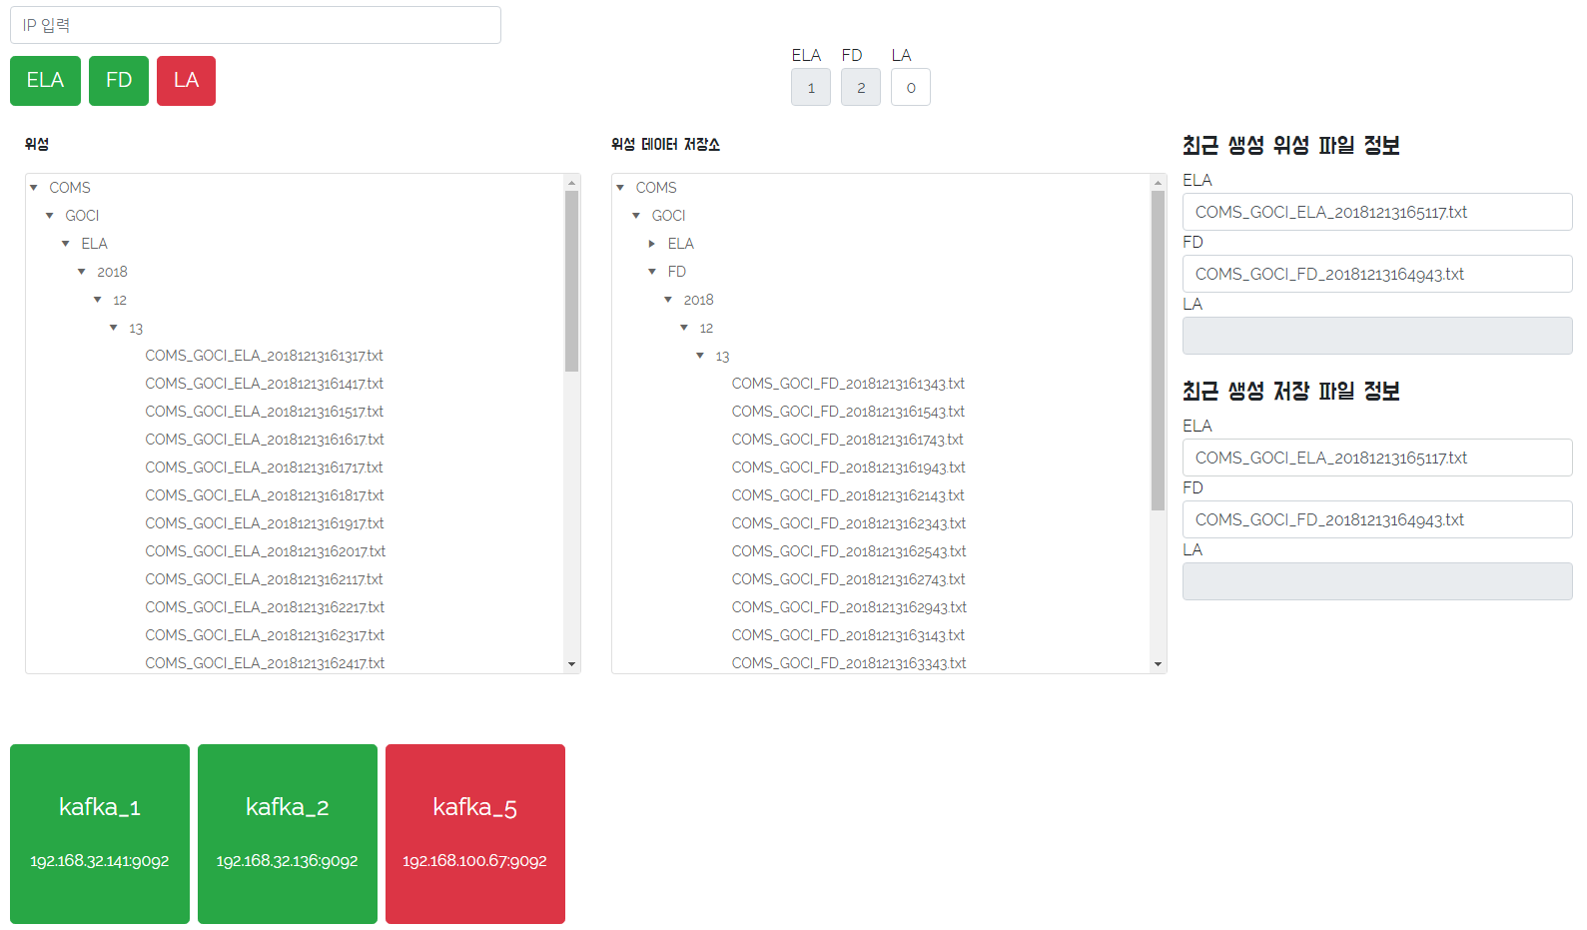 IP 입력
ELA FD LA
ELA FD LA
1 2 0
위성
COMS
GOCI
ELA
2018
12
13
COMS_GOCI_ELA_20181213161317.txt
COMS_GOCI_ELA_20181213161417.txt
COMS_GOCI_ELA_20181213161517.txt
COMS_GOCI_ELA_20181213161617.txt
COMS_GOCI_ELA_20181213161717.txt
COMS_GOCI_ELA_20181213161817.txt
COMS_GOCI_ELA_20181213161917.txt
COMS_GOCI_ELA_20181213162017.txt
COMS_GOCI_ELA_20181213162117.txt
COMS_GOCI_ELA_20181213162217.txt
COMS_GOCI_ELA_20181213162317.txt
COMS_GOCI_ELA_20181213162417.txt
위성 데이터 저장소
COMS
GOCI
ELA
FD
2018
12
13
COMS_GOCI_FD_20181213161343.txt
COMS_GOCI_FD_20181213161543.txt
COMS_GOCI_FD_20181213161743.txt
COMS_GOCI_FD_20181213161943.txt
COMS_GOCI_FD_20181213162143.txt
COMS_GOCI_FD_20181213162343.txt
COMS_GOCI_FD_20181213162543.txt
COMS_GOCI_FD_20181213162743.txt
COMS_GOCI_FD_20181213162943.txt
COMS_GOCI_FD_20181213163143.txt
COMS_GOCI_FD_20181213163343.txt
최근 생성 위성 파일 정보
ELA
COMS_GOCI_ELA_20181213165117.txt
FD
COMS_GOCI_FD_20181213164943.txt
LA
최근 생성 저장 파일 정보
ELA
COMS_GOCI_ELA_20181213165117.txt
FD
COMS_GOCI_FD_20181213164943.txt
LA
kafka_1
192.168.32.141:9092
kafka_2
192.168.32.136:9092
kafka_5
192.168.100.67:9092